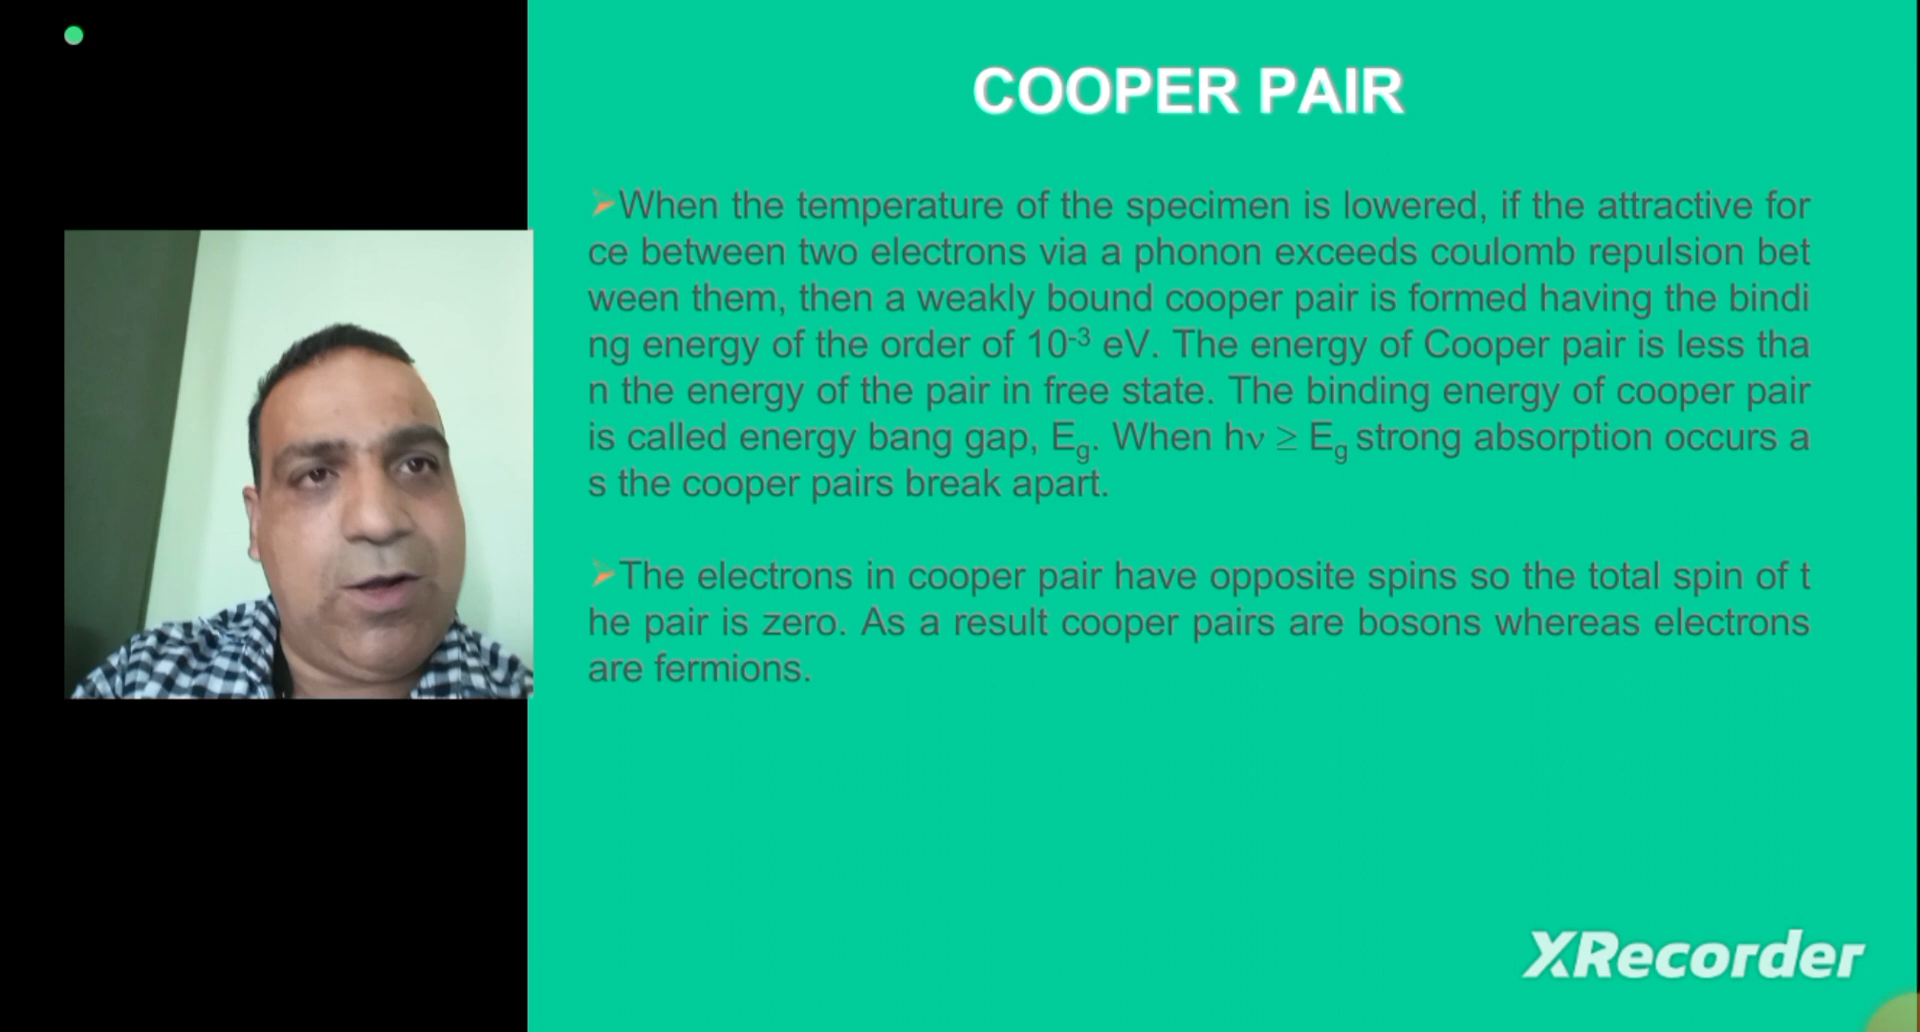 COOPER PAIR
➢When the temperature of the specimen is lowered, if the attractive for
ce between two electrons via a phonon exceeds coulomb repulsion bet
ween them, then a weakly bound cooper pair is formed having the bindi
ng energy of the order of 10⁻³ eV. The energy of Cooper pair is less tha
n the energy of the pair in free state. The binding energy of cooper pair
is called energy bang gap, Eg. When hν ≥ Eg strong absorption occurs a
s the cooper pairs break apart.
➢The electrons in cooper pair have opposite spins so the total spin of t
he pair is zero. As a result cooper pairs are bosons whereas electrons
are fermions.
XRecorder